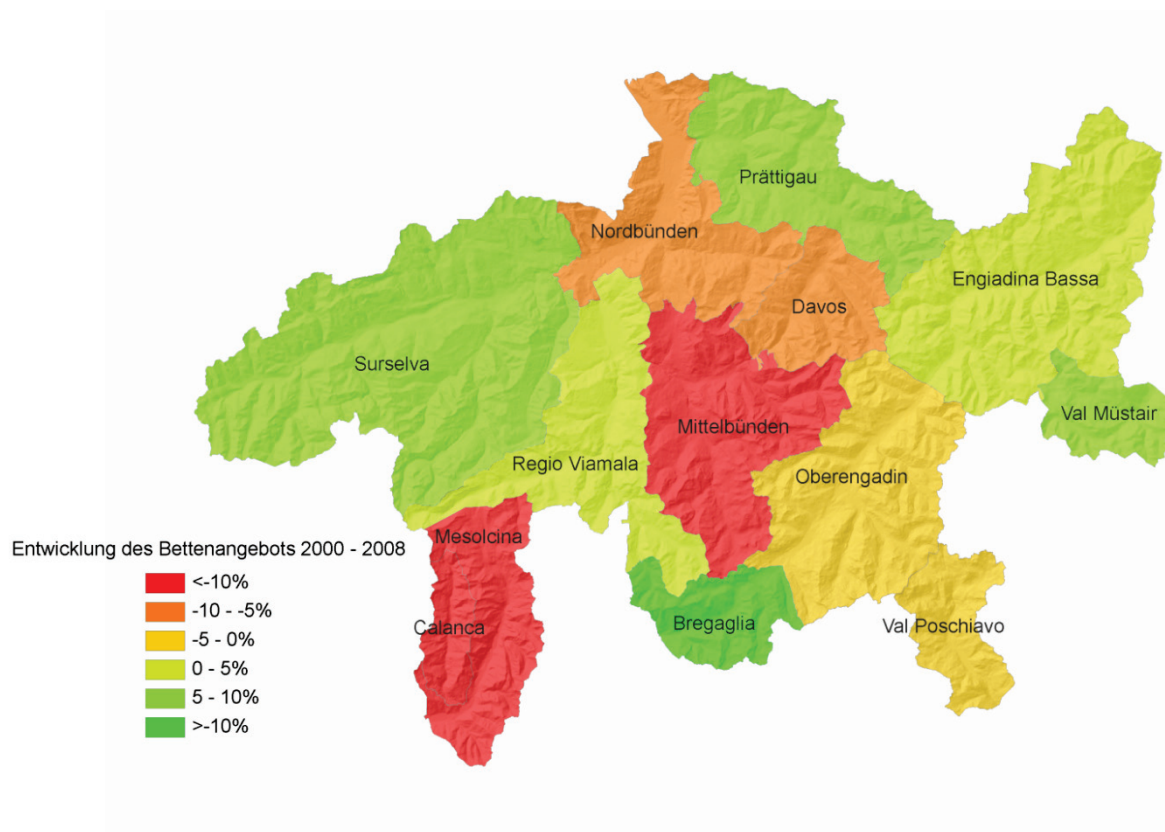 Prättigau
Nordbünden
Engiadina Bassa
Davos
Surselva
Val Müstair
Mittelbünden
Regio Viamala
Oberengadin
Mesolcina
Entwicklung des Bettenangebots 2000 - 2008
<-10%
-10 - -5%
-5 - 0%
0 - 5%
5 - 10%
>-10%
Calanca
Bregaglia
Val Poschiavo